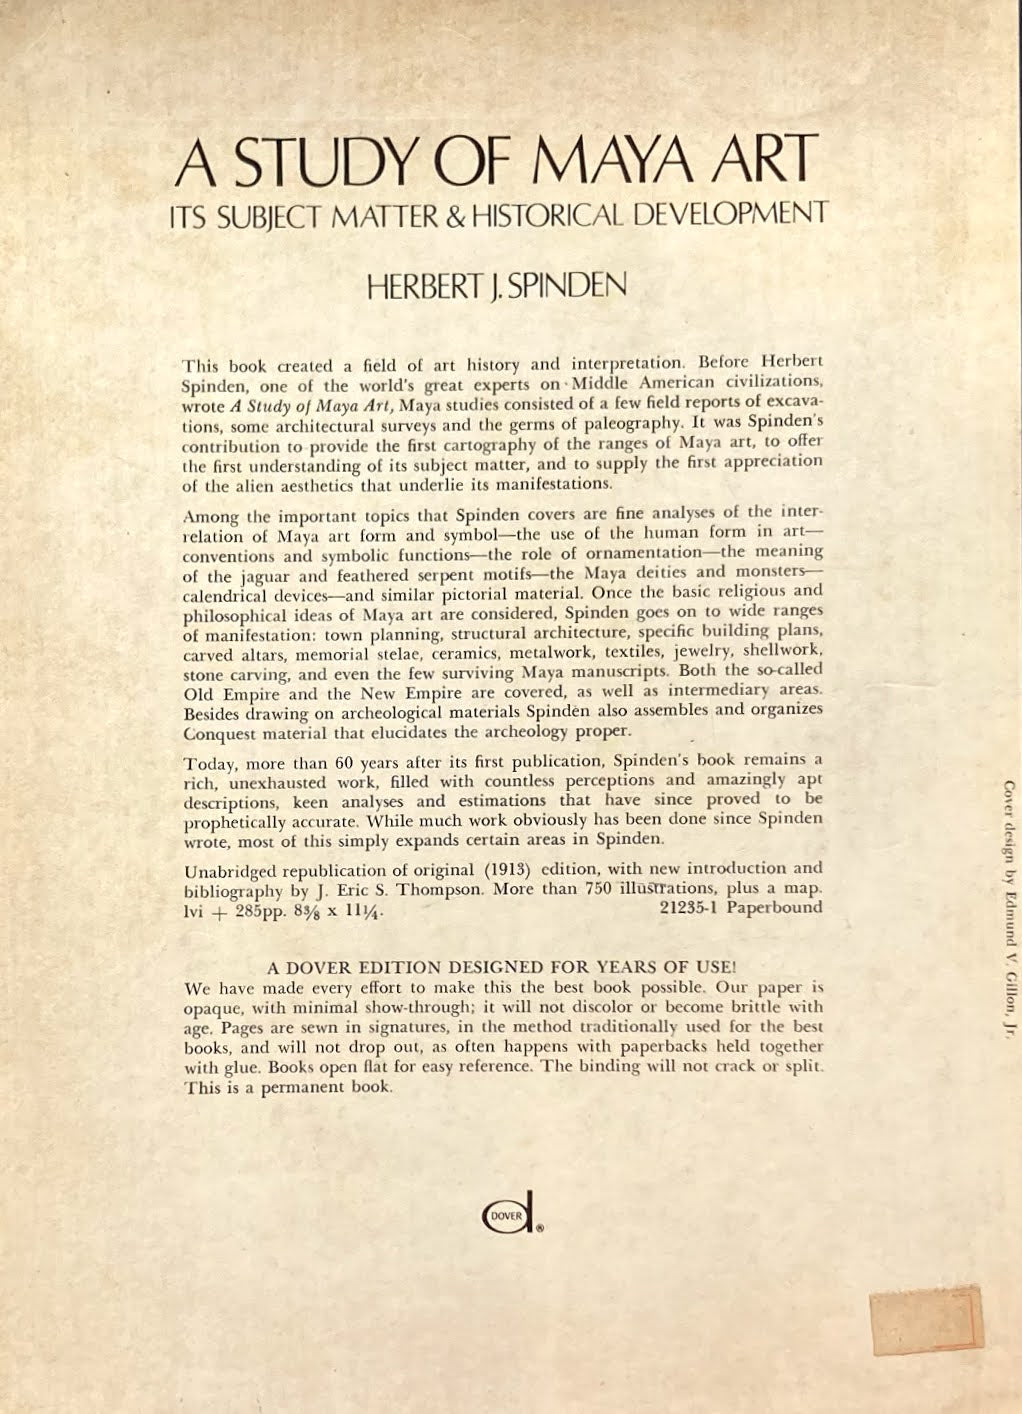 A STUDY OF MAYA ART
ITS SUBJECT MATTER & HISTORICAL DEVELOPMENT
HERBERT J. SPINDEN
This book created a field of art history and interpretation. Before Herbert
Spinden, one of the world's great experts on Middle American civilizations,
wrote A Study of Maya Art, Maya studies consisted of a few field reports of excava-
tions, some architectural surveys and the germs of paleography. It was Spinden's
contribution to provide the first cartography of the ranges of Maya art, to offer
the first understanding of its subject matter, and to supply the first appreciation
of the alien aesthetics that underlie its manifestations.
Among the important topics that Spinden covers are fine analyses of the inter-
relation of Maya art form and symbol—the use of the human form in art—
conventions and symbolic functions—the role of ornamentation—the meaning
of the jaguar and feathered serpent motifs—the Maya deities and monsters—
calendrical devices—and similar pictorial material. Once the basic religious and
philosophical ideas of Maya art are considered, Spinden goes on to wide ranges
of manifestation: town planning, structural architecture, specific building plans,
carved altars, memorial stelae, ceramics, metalwork, textiles, jewelry, shellwork,
stone carving, and even the few surviving Maya manuscripts. Both the so-called
Old Empire and the New Empire are covered, as well as intermediary areas.
Besides drawing on archeological materials Spinden also assembles and organizes
Conquest material that elucidates the archeology proper.
Today, more than 60 years after its first publication, Spinden's book remains a
rich, unexhausted work, filled with countless perceptions and amazingly apt
descriptions, keen analyses and estimations that have since proved to be
prophetically accurate. While much work obviously has been done since Spinden
wrote, most of this simply expands certain areas in Spinden.
Unabridged republication of original (1913) edition, with new introduction and
bibliography by J. Eric S. Thompson. More than 750 illustrations, plus a map.
lvi + 285pp. 8⅜ x 11¼. 21235-1 Paperbound
A DOVER EDITION DESIGNED FOR YEARS OF USE!
We have made every effort to make this the best book possible. Our paper is
opaque, with minimal show-through; it will not discolor or become brittle with
age. Pages are sewn in signatures, in the method traditionally used for the best
books, and will not drop out, as often happens with paperbacks held together
with glue. Books open flat for easy reference. The binding will not crack or split.
This is a permanent book.
DOVER ®
Cover design by Edmund V. Gillon, Jr.